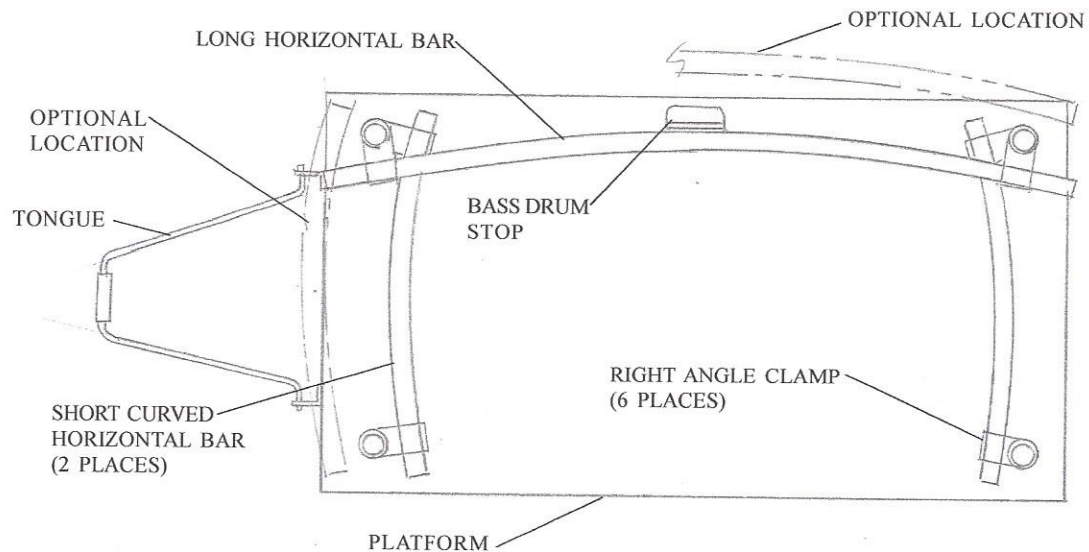 OPTIONAL LOCATION
LONG HORIZONTAL BAR
OPTIONAL
LOCATION
TONGUE
BASS DRUM
STOP
RIGHT ANGLE CLAMP
(6 PLACES)
SHORT CURVED
HORIZONTAL BAR
(2 PLACES)
PLATFORM